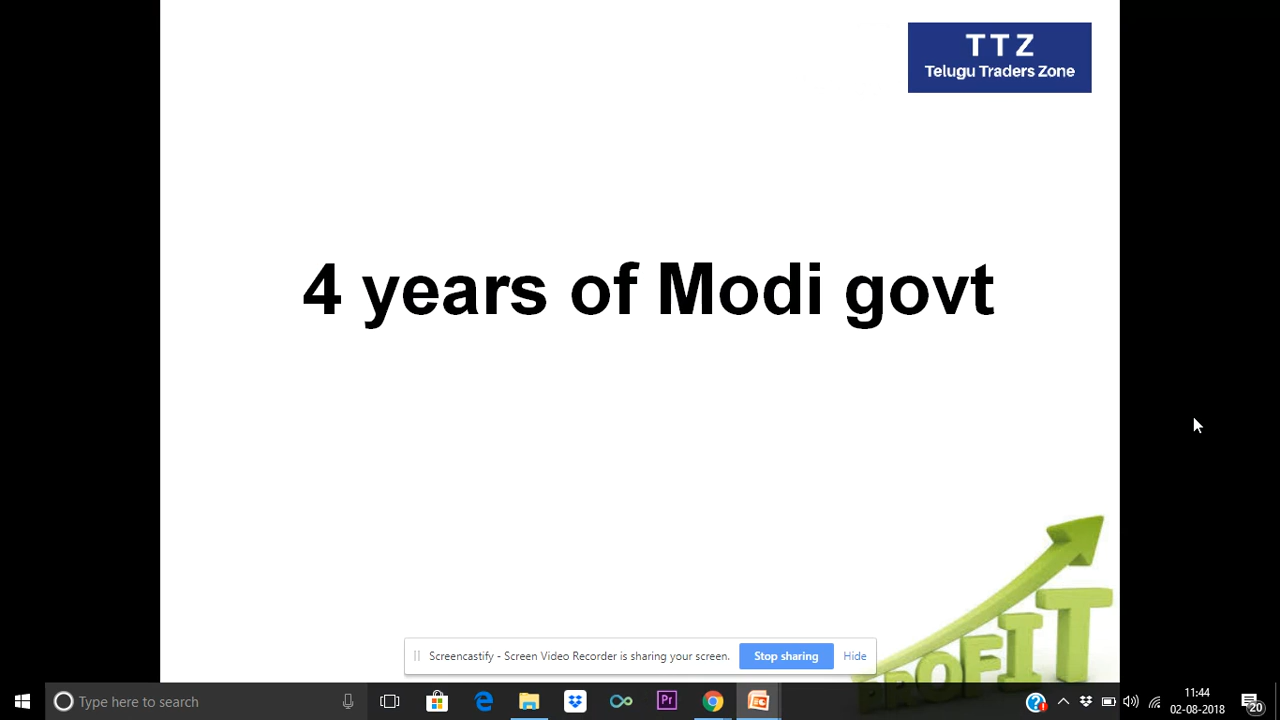 T T Z
Telugu Traders Zone
4 years of Modi govt
PROFIT
Screencastify - Screen Video Recorder is sharing your screen. Stop sharing Hide
Type here to search
Pr
11:44
02-08-2018
20